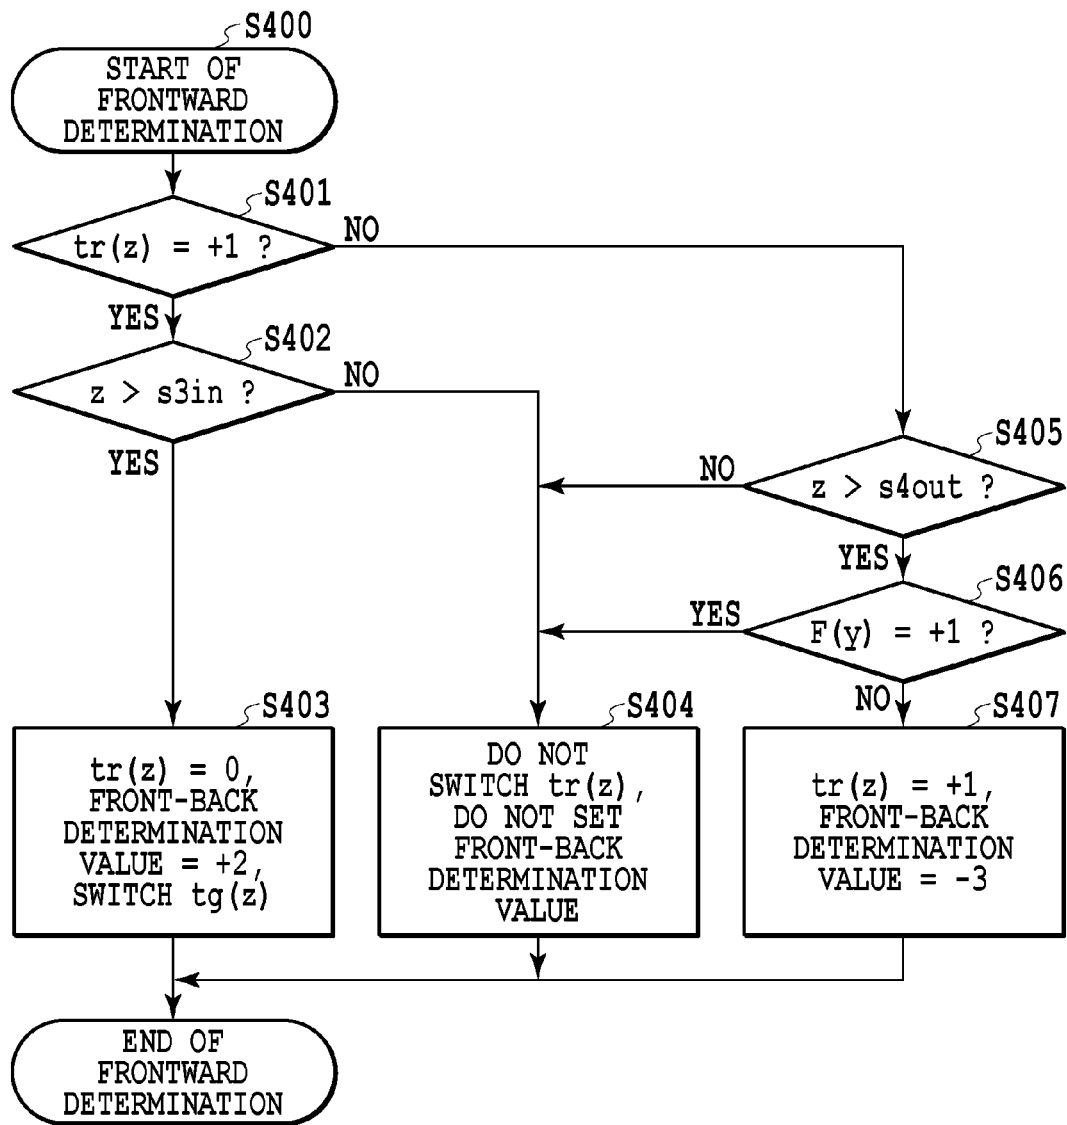 S400
START OF
FRONTWARD
DETERMINATION
S401
tr(z) = +1 ?
NO
YES
S402
z > s3in ?
NO
YES
S405
z > s4out ?
NO
YES
S406
F(y) = +1 ?
YES
NO
S403
tr(z) = 0,
FRONT-BACK
DETERMINATION
VALUE = +2,
SWITCH tg(z)
S404
DO NOT
SWITCH tr(z),
DO NOT SET
FRONT-BACK
DETERMINATION
VALUE
S407
tr(z) = +1,
FRONT-BACK
DETERMINATION
VALUE = -3
END OF
FRONTWARD
DETERMINATION